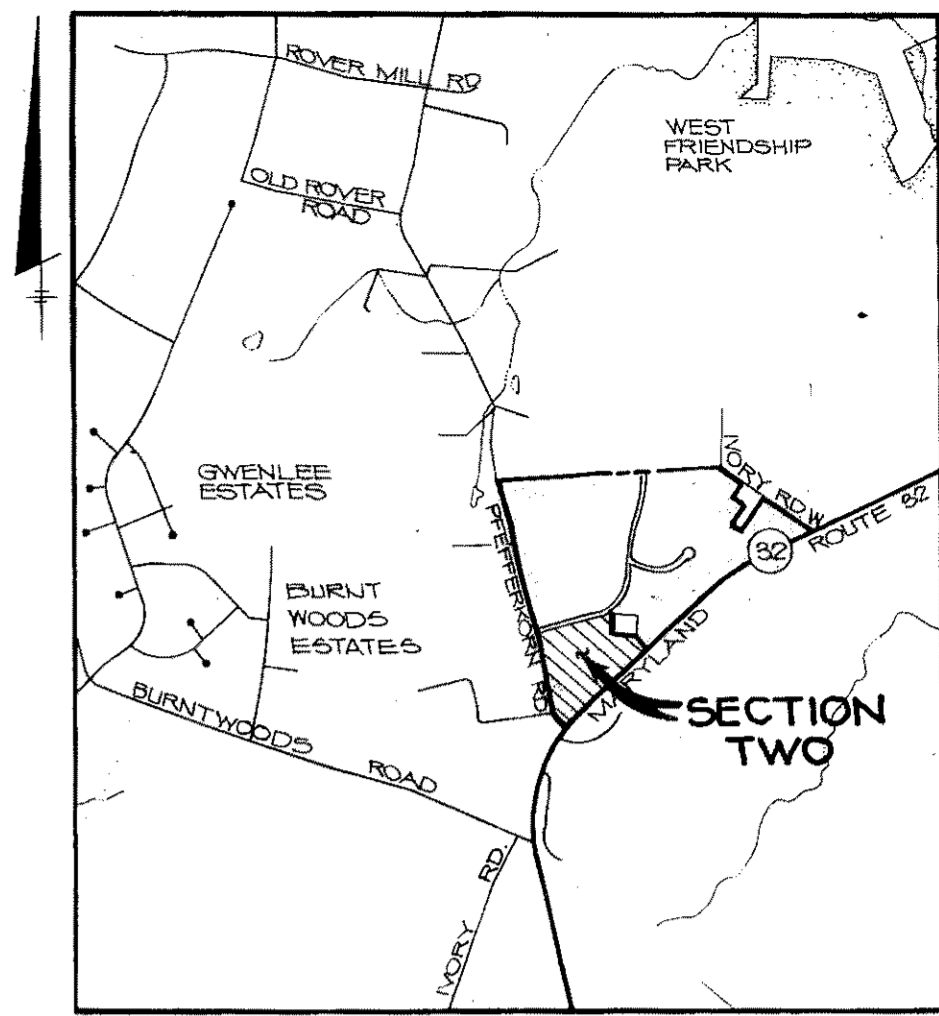 ROVER MILL RD
WEST
FRIENDSHIP
PARK
OLD ROVER
ROAD
GWENLEE
ESTATES
IVORY RD. W
ROUTE 32
32
PFEFFERKORN RD
BURNT
WOODS
ESTATES
MARYLAND
SECTION
TWO
BURNTWOODS
ROAD
IVORY RD.